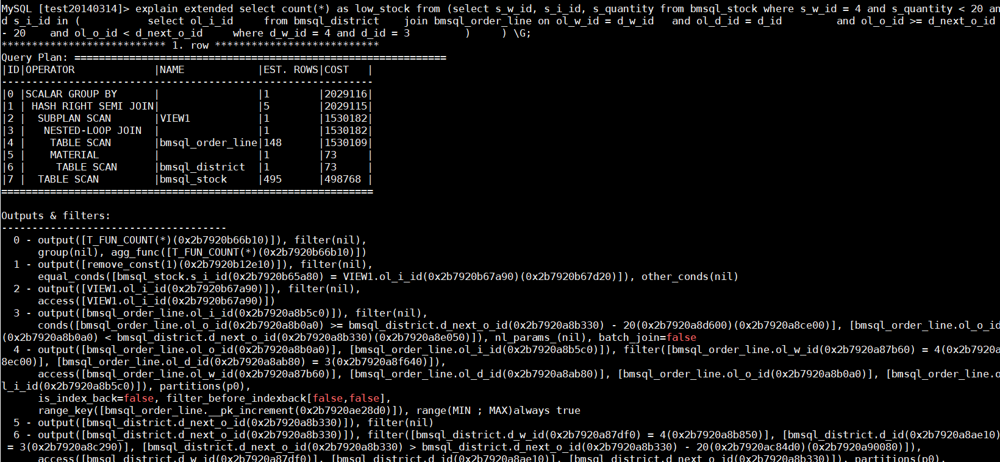 MySQL [test20140314]> explain extended select count(*) as low_stock from (select s_w_id, s_i_id, s_quantity from bmsql_stock where s_w_id = 4 and s_quantity < 20 an
d s_i_id in (           select ol_i_id     from bmsql_district    join bmsql_order_line on ol_w_id = d_w_id   and ol_d_id = d_id         and ol_o_id >= d_next_o_id
- 20    and ol_o_id < d_next_o_id     where d_w_id = 4 and d_id = 3         )     ) \G;
*************************** 1. row ***************************
Query Plan: =============================================================
|ID|OPERATOR             |NAME            |EST. ROWS|COST   |
-------------------------------------------------------------
|0 |SCALAR GROUP BY      |                |1        |2029116|
|1 | HASH RIGHT SEMI JOIN|                |5        |2029115|
|2 |  SUBPLAN SCAN       |VIEW1           |1        |1530182|
|3 |   NESTED-LOOP JOIN  |                |1        |1530182|
|4 |    TABLE SCAN       |bmsql_order_line|148      |1530109|
|5 |    MATERIAL         |                |1        |73     |
|6 |     TABLE SCAN      |bmsql_district  |1        |73     |
|7 |  TABLE SCAN         |bmsql_stock     |495      |498768 |
=============================================================
Outputs & filters:
-------------------------------------
  0 - output([T_FUN_COUNT(*)(0x2b7920b66b10)]), filter(nil),
      group(nil), agg_func([T_FUN_COUNT(*)(0x2b7920b66b10)])
  1 - output([remove_const(1)(0x2b7920b12e10)]), filter(nil),
      equal_conds([bmsql_stock.s_i_id(0x2b7920b65a80) = VIEW1.ol_i_id(0x2b7920b67a90)(0x2b7920b67d20)]), other_conds(nil)
  2 - output([VIEW1.ol_i_id(0x2b7920b67a90)]), filter(nil),
      access([VIEW1.ol_i_id(0x2b7920b67a90)])
  3 - output([bmsql_order_line.ol_i_id(0x2b7920a8b5c0)]), filter(nil),
      conds([bmsql_order_line.ol_o_id(0x2b7920a8b0a0) >= bmsql_district.d_next_o_id(0x2b7920a8b330) - 20(0x2b7920a8d600)(0x2b7920a8ce00)], [bmsql_order_line.ol_o_id
(0x2b7920a8b0a0) < bmsql_district.d_next_o_id(0x2b7920a8b330)(0x2b7920a8e050)]), nl_params_(nil), batch_join=false
  4 - output([bmsql_order_line.ol_o_id(0x2b7920a8b0a0)], [bmsql_order_line.ol_i_id(0x2b7920a8b5c0)]), filter([bmsql_order_line.ol_w_id(0x2b7920a87b60) = 4(0x2b7920a
8ec00)], [bmsql_order_line.ol_d_id(0x2b7920a8ab80) = 3(0x2b7920a8f640)]),
      access([bmsql_order_line.ol_w_id(0x2b7920a87b60)], [bmsql_order_line.ol_d_id(0x2b7920a8ab80)], [bmsql_order_line.ol_o_id(0x2b7920a8b0a0)], [bmsql_order_line.o
l_i_id(0x2b7920a8b5c0)]), partitions(p0),
      is_index_back=false, filter_before_indexback[false,false],
      range_key([bmsql_order_line.__pk_increment(0x2b7920ae28d0)]), range(MIN ; MAX)always true
  5 - output([bmsql_district.d_next_o_id(0x2b7920a8b330)]), filter(nil)
  6 - output([bmsql_district.d_next_o_id(0x2b7920a8b330)]), filter([bmsql_district.d_w_id(0x2b7920a87df0) = 4(0x2b7920a8b850)], [bmsql_district.d_id(0x2b7920a8ae10)
 = 3(0x2b7920a8c290)], [bmsql_district.d_next_o_id(0x2b7920a8b330) > bmsql_district.d_next_o_id(0x2b7920a8b330) - 20(0x2b7920ac84d0)(0x2b7920a90080)]),
      access([bmsql_district.d_w_id(0x2b7920a87df0)], [bmsql_district.d_id(0x2b7920a8ae10)], [bmsql_district.d_next_o_id(0x2b7920a8b330)]), partitions(p0),